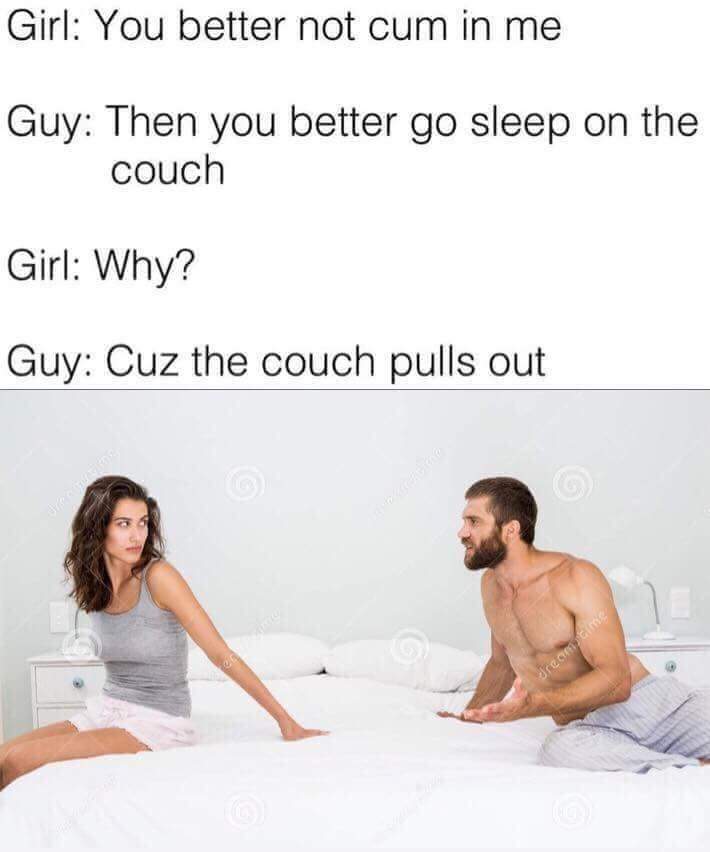 Girl: You better not cum in me
Guy: Then you better go sleep on the
couch
Girl: Why?
Guy: Cuz the couch pulls out
dreamstime